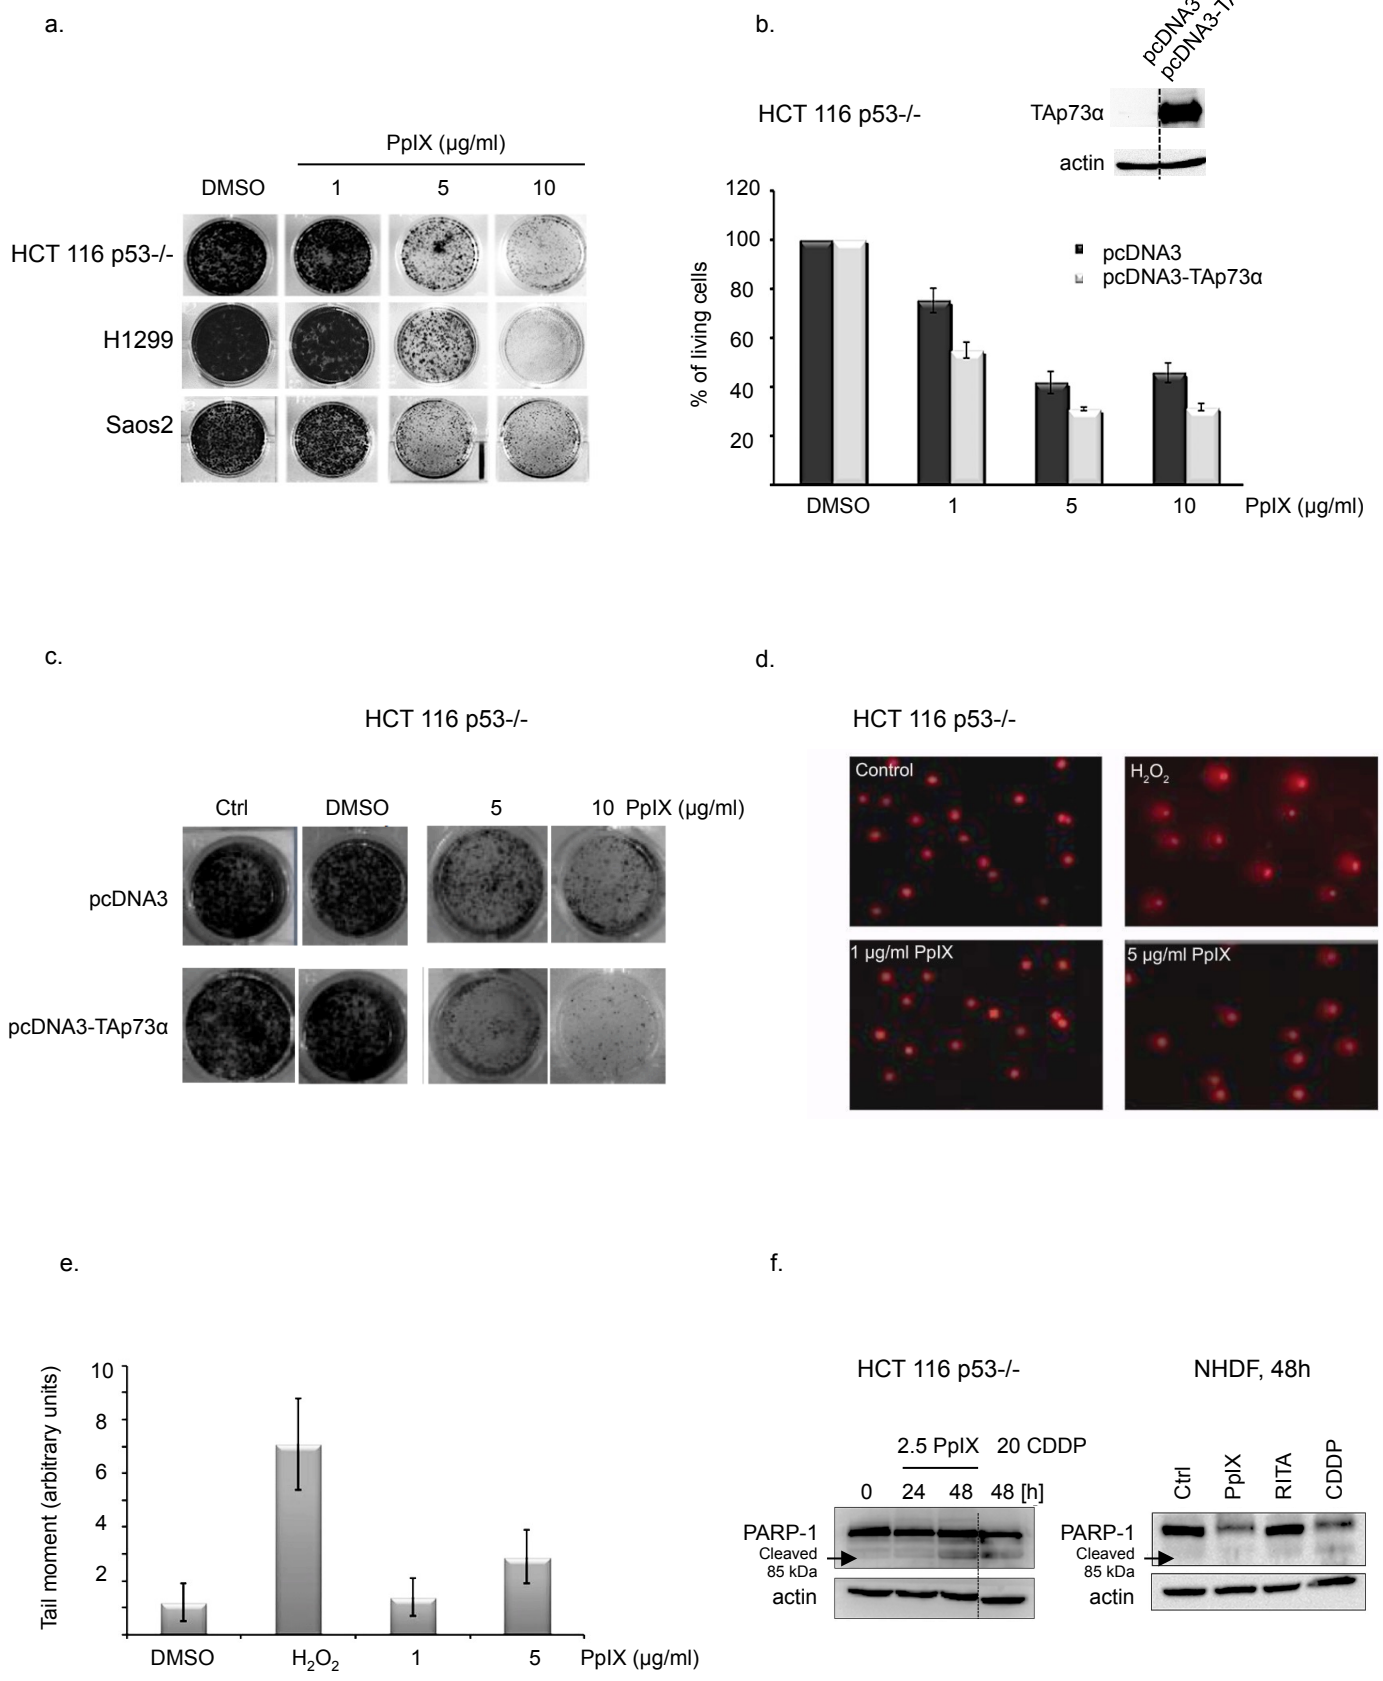 a.
PpIX (µg/ml)
DMSO 1 5 10
HCT 116 p53-/-
H1299
Saos2
b.
pcDNA3
HCT 116 p53-/-
TAp73α
actin
120
100
80
60
40
20
% of living cells
pcDNA3
pcDNA3-TAp73α
DMSO 1 5 10 PpIX (µg/ml)
c.
HCT 116 p53-/-
Ctrl DMSO 5 10 PpIX (µg/ml)
pcDNA3
pcDNA3-TAp73α
d.
HCT 116 p53-/-
Control
H₂O₂
1 µg/ml PpIX
5 µg/ml PpIX
e.
Tail moment (arbitrary units)
10
8
6
4
2
DMSO H₂O₂ 1 5 PpIX (µg/ml)
f.
HCT 116 p53-/-
2.5 PpIX 20 CDDP
0 24 48 48 [h]
PARP-1
Cleaved
85 kDa
actin
NHDF, 48h
Ctrl PpIX RITA CDDP
PARP-1
Cleaved
85 kDa
actin